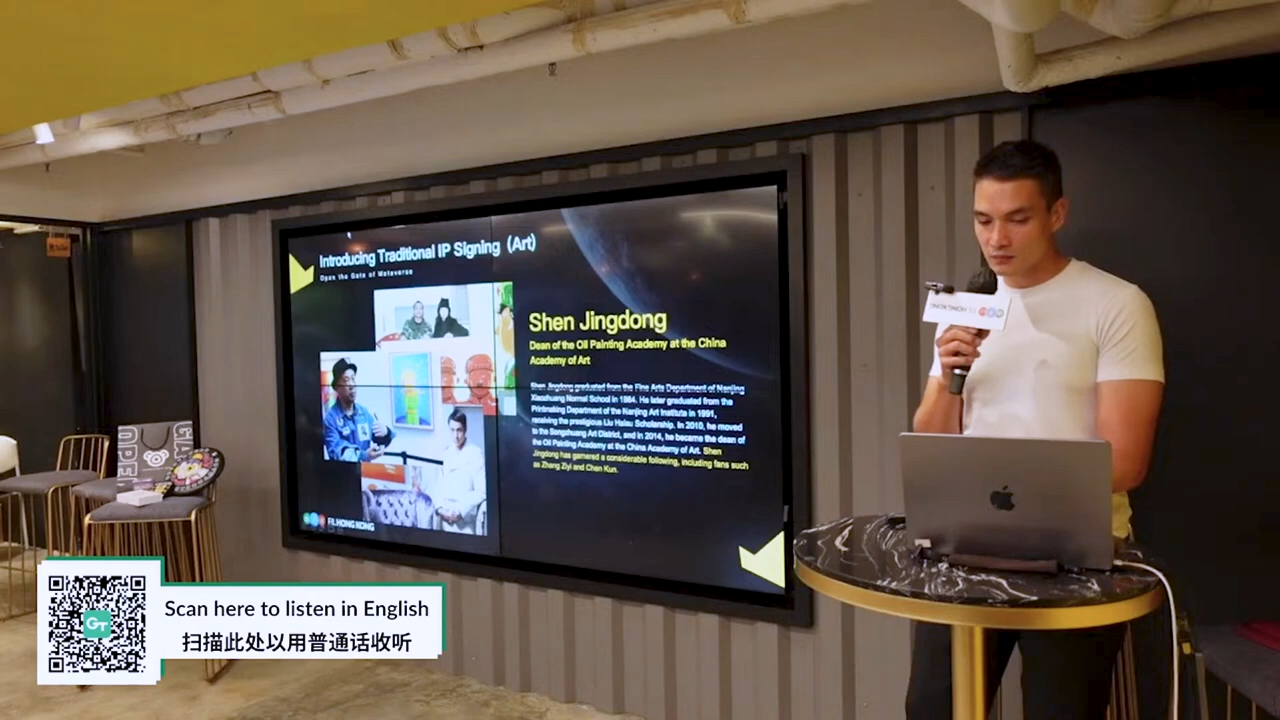 Introducing Traditional IP Signing (Art)
Open the Gate of Metaverse
Shen Jingdong
Dean of the Oil Painting Academy at the China
Academy of Art
Shen Jingdong graduated from the Fine Arts Department of Nanjing
Xiaozhuang Normal School in 1984. He later graduated from the
Printmaking Department of the Nanjing Art Institute in 1991,
receiving the prestigious Liu Haisu Scholarship. In 2010, he moved
to the Songzhuang Art District, and in 2014, he became the dean of
the Oil Painting Academy at the China Academy of Art. Shen
Jingdong has garnered a considerable following, including fans such
as Zhang Ziyi and Chen Kun.
FIL HONG KONG
FIL HONG KONG
OPEN
GT
Scan here to listen in English
扫描此处以用普通话收听